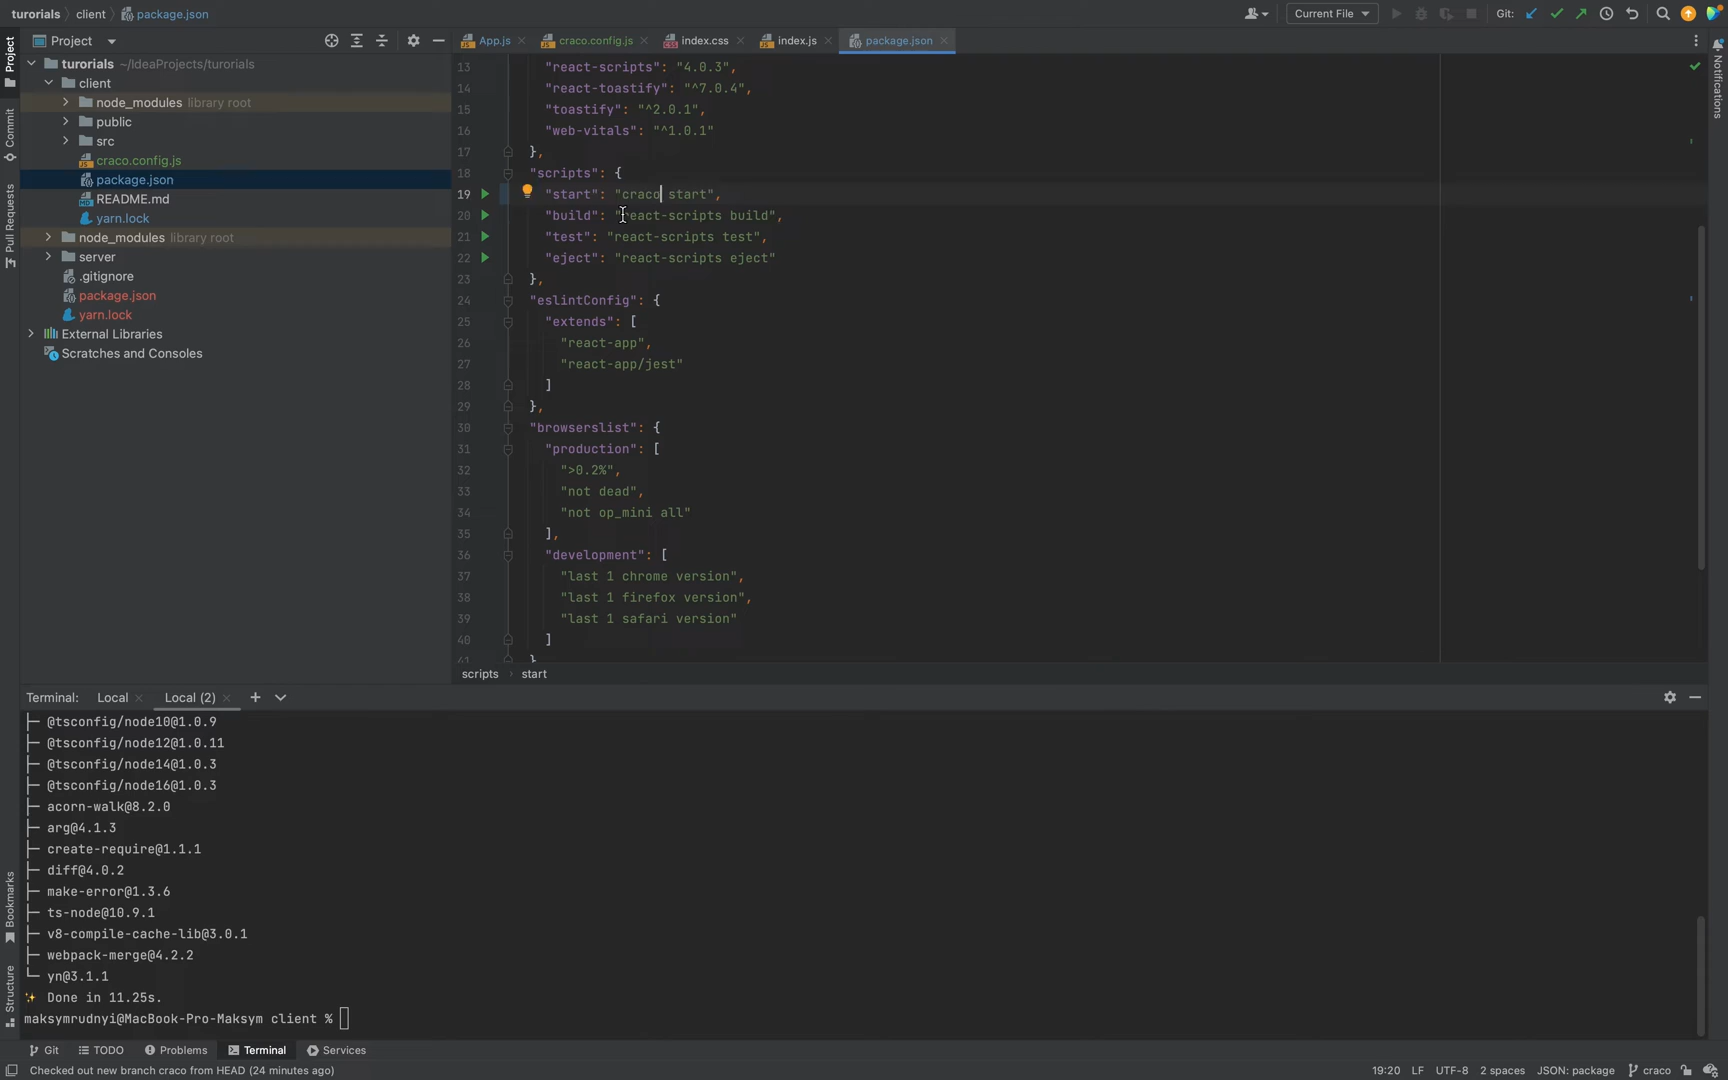 turorials client package.json
Current File Git:
Project
App.js craco.config.js index.css index.js package.json
Project
Commit
Pull Requests
Bookmarks
Structure
Notifications
turorials ~/IdeaProjects/turorials
client
node_modules library root
public
src
craco.config.js
package.json
README.md
yarn.lock
node_modules library root
server
.gitignore
package.json
yarn.lock
External Libraries
Scratches and Consoles
13 "react-scripts": "4.0.3",
14 "react-toastify": "^7.0.4",
15 "toastify": "^2.0.1",
16 "web-vitals": "^1.0.1"
17 },
18 "scripts": {
19 "start": "craco start",
20 "build": "react-scripts build",
21 "test": "react-scripts test",
22 "eject": "react-scripts eject"
23 },
24 "eslintConfig": {
25 "extends": [
26 "react-app",
27 "react-app/jest"
28 ]
29 },
30 "browserslist": {
31 "production": [
32 ">0.2%",
33 "not dead",
34 "not op_mini all"
35 ],
36 "development": [
37 "last 1 chrome version",
38 "last 1 firefox version",
39 "last 1 safari version"
40 ]
41 }
scripts start
Terminal: Local Local (2)
├─ @tsconfig/node10@1.0.9
├─ @tsconfig/node12@1.0.11
├─ @tsconfig/node14@1.0.3
├─ @tsconfig/node16@1.0.3
├─ acorn-walk@8.2.0
├─ arg@4.1.3
├─ create-require@1.1.1
├─ diff@4.0.2
├─ make-error@1.3.6
├─ ts-node@10.9.1
├─ v8-compile-cache-lib@3.0.1
├─ webpack-merge@4.2.2
└─ yn@3.1.1
✨ Done in 11.25s.
maksymrudnyi@MacBook-Pro-Maksym client %
Git TODO Problems Terminal Services
Checked out new branch craco from HEAD (24 minutes ago) 19:20 LF UTF-8 2 spaces JSON: package craco